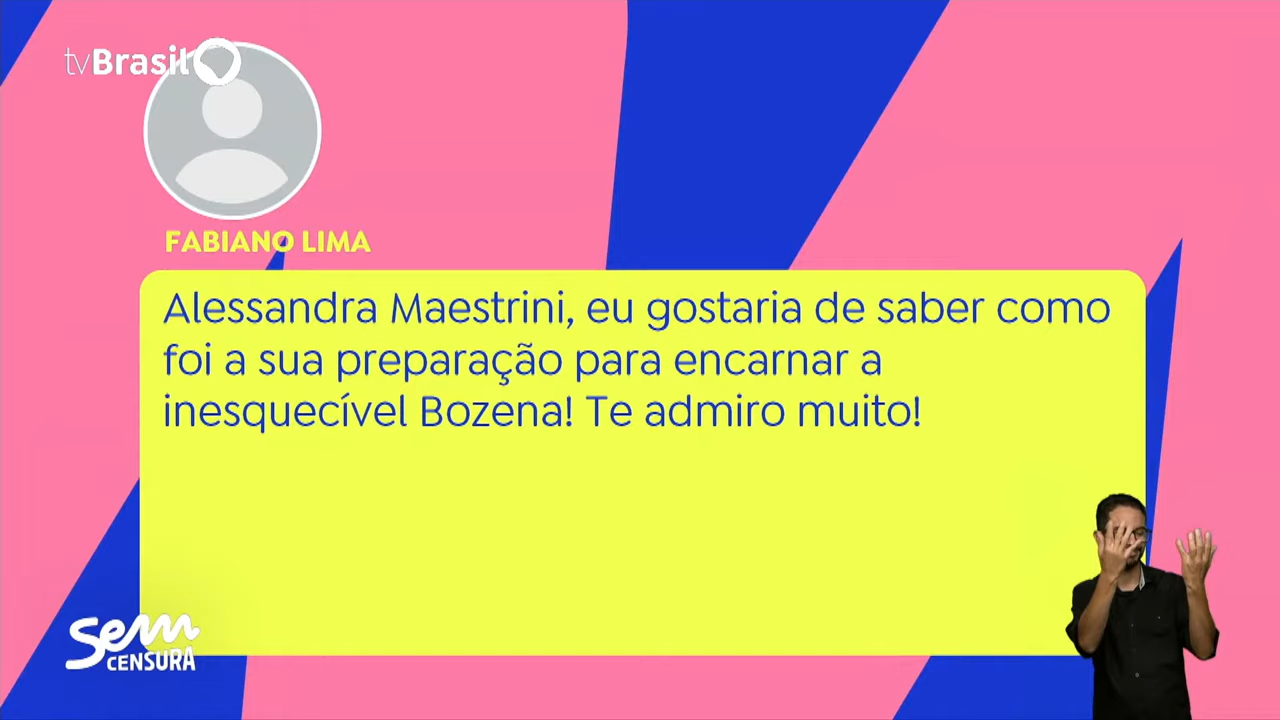 tvBrasil
FABIANO LIMA
Alessandra Maestrini, eu gostaria de saber como
foi a sua preparação para encarnar a
inesquecível Bozena! Te admiro muito!
Sem
CENSURA